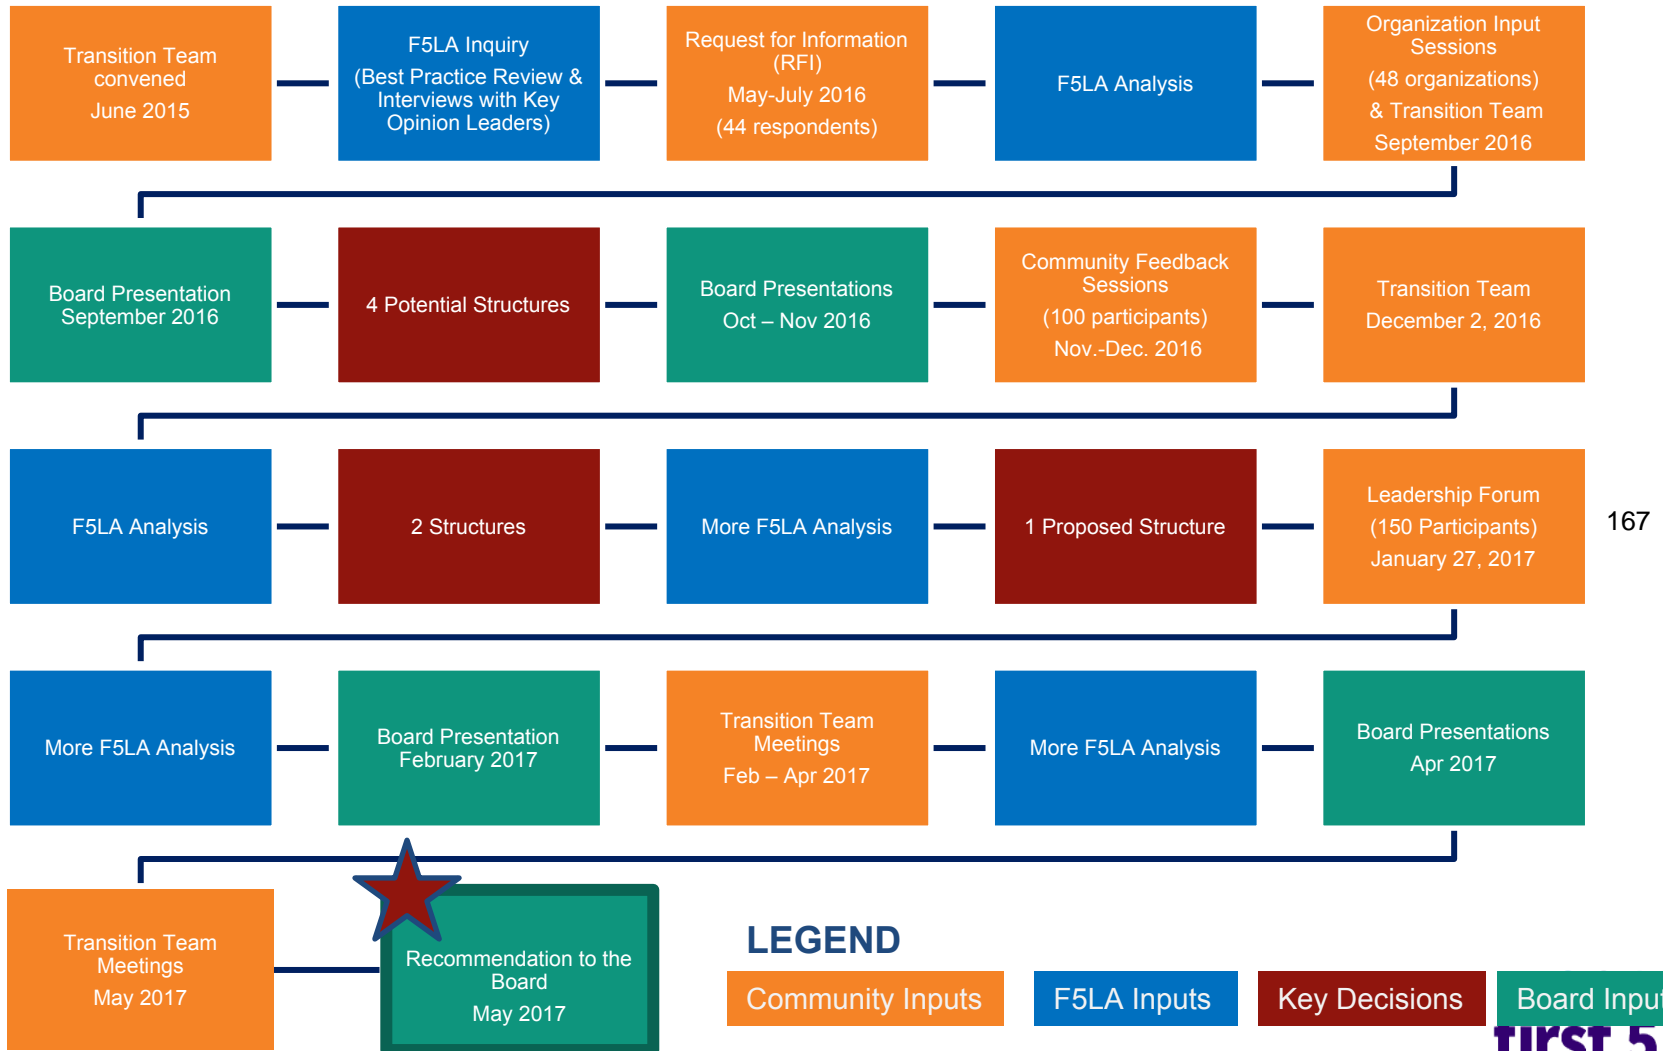 Transition Team
convened
June 2015
F5LA Inquiry
(Best Practice Review &
Interviews with Key
Opinion Leaders)
Request for Information
(RFI)
May-July 2016
(44 respondents)
F5LA Analysis
Organization Input
Sessions
(48 organizations)
& Transition Team
September 2016
Board Presentation
September 2016
4 Potential Structures
Board Presentations
Oct – Nov 2016
Community Feedback
Sessions
(100 participants)
Nov.-Dec. 2016
Transition Team
December 2, 2016
F5LA Analysis
2 Structures
More F5LA Analysis
1 Proposed Structure
Leadership Forum
(150 Participants)
January 27, 2017
167
More F5LA Analysis
Board Presentation
February 2017
Transition Team
Meetings
Feb – Apr 2017
More F5LA Analysis
Board Presentations
Apr 2017
Transition Team
Meetings
May 2017
Recommendation to the
Board
May 2017
LEGEND
Community Inputs
F5LA Inputs
Key Decisions
Board Input
first 5